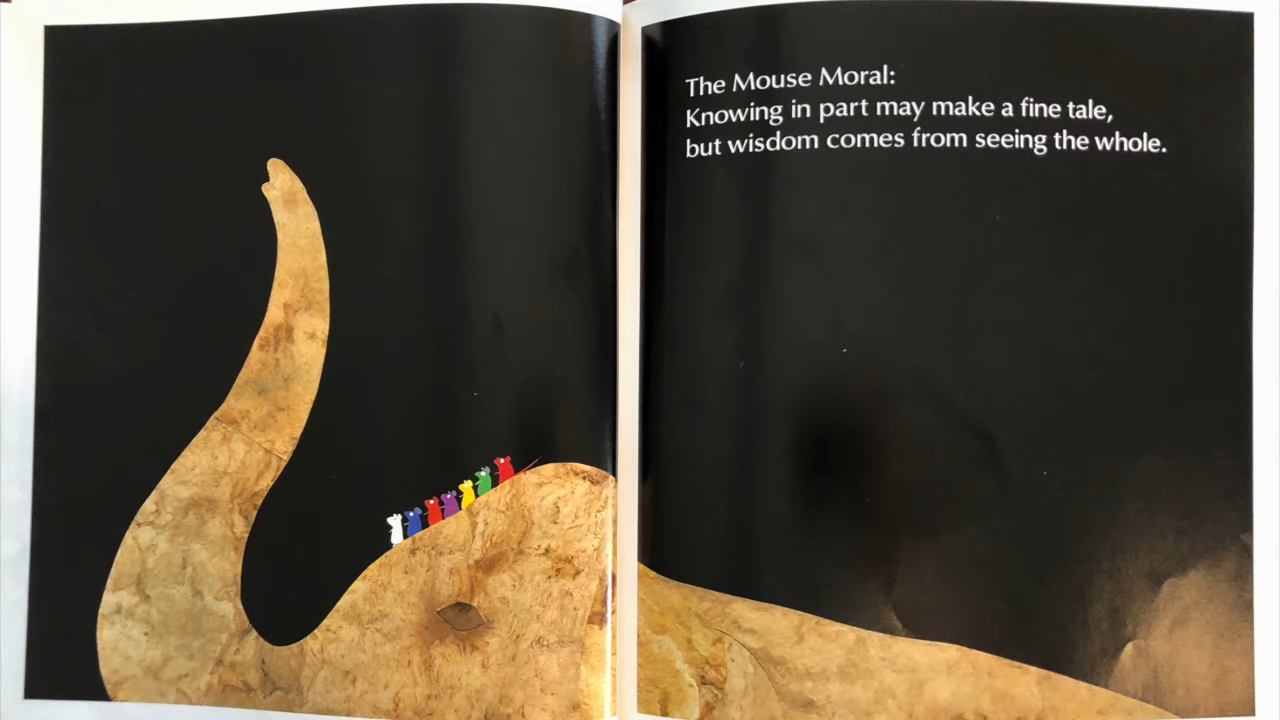 The Mouse Moral:
Knowing in part may make a fine tale,
but wisdom comes from seeing the whole.